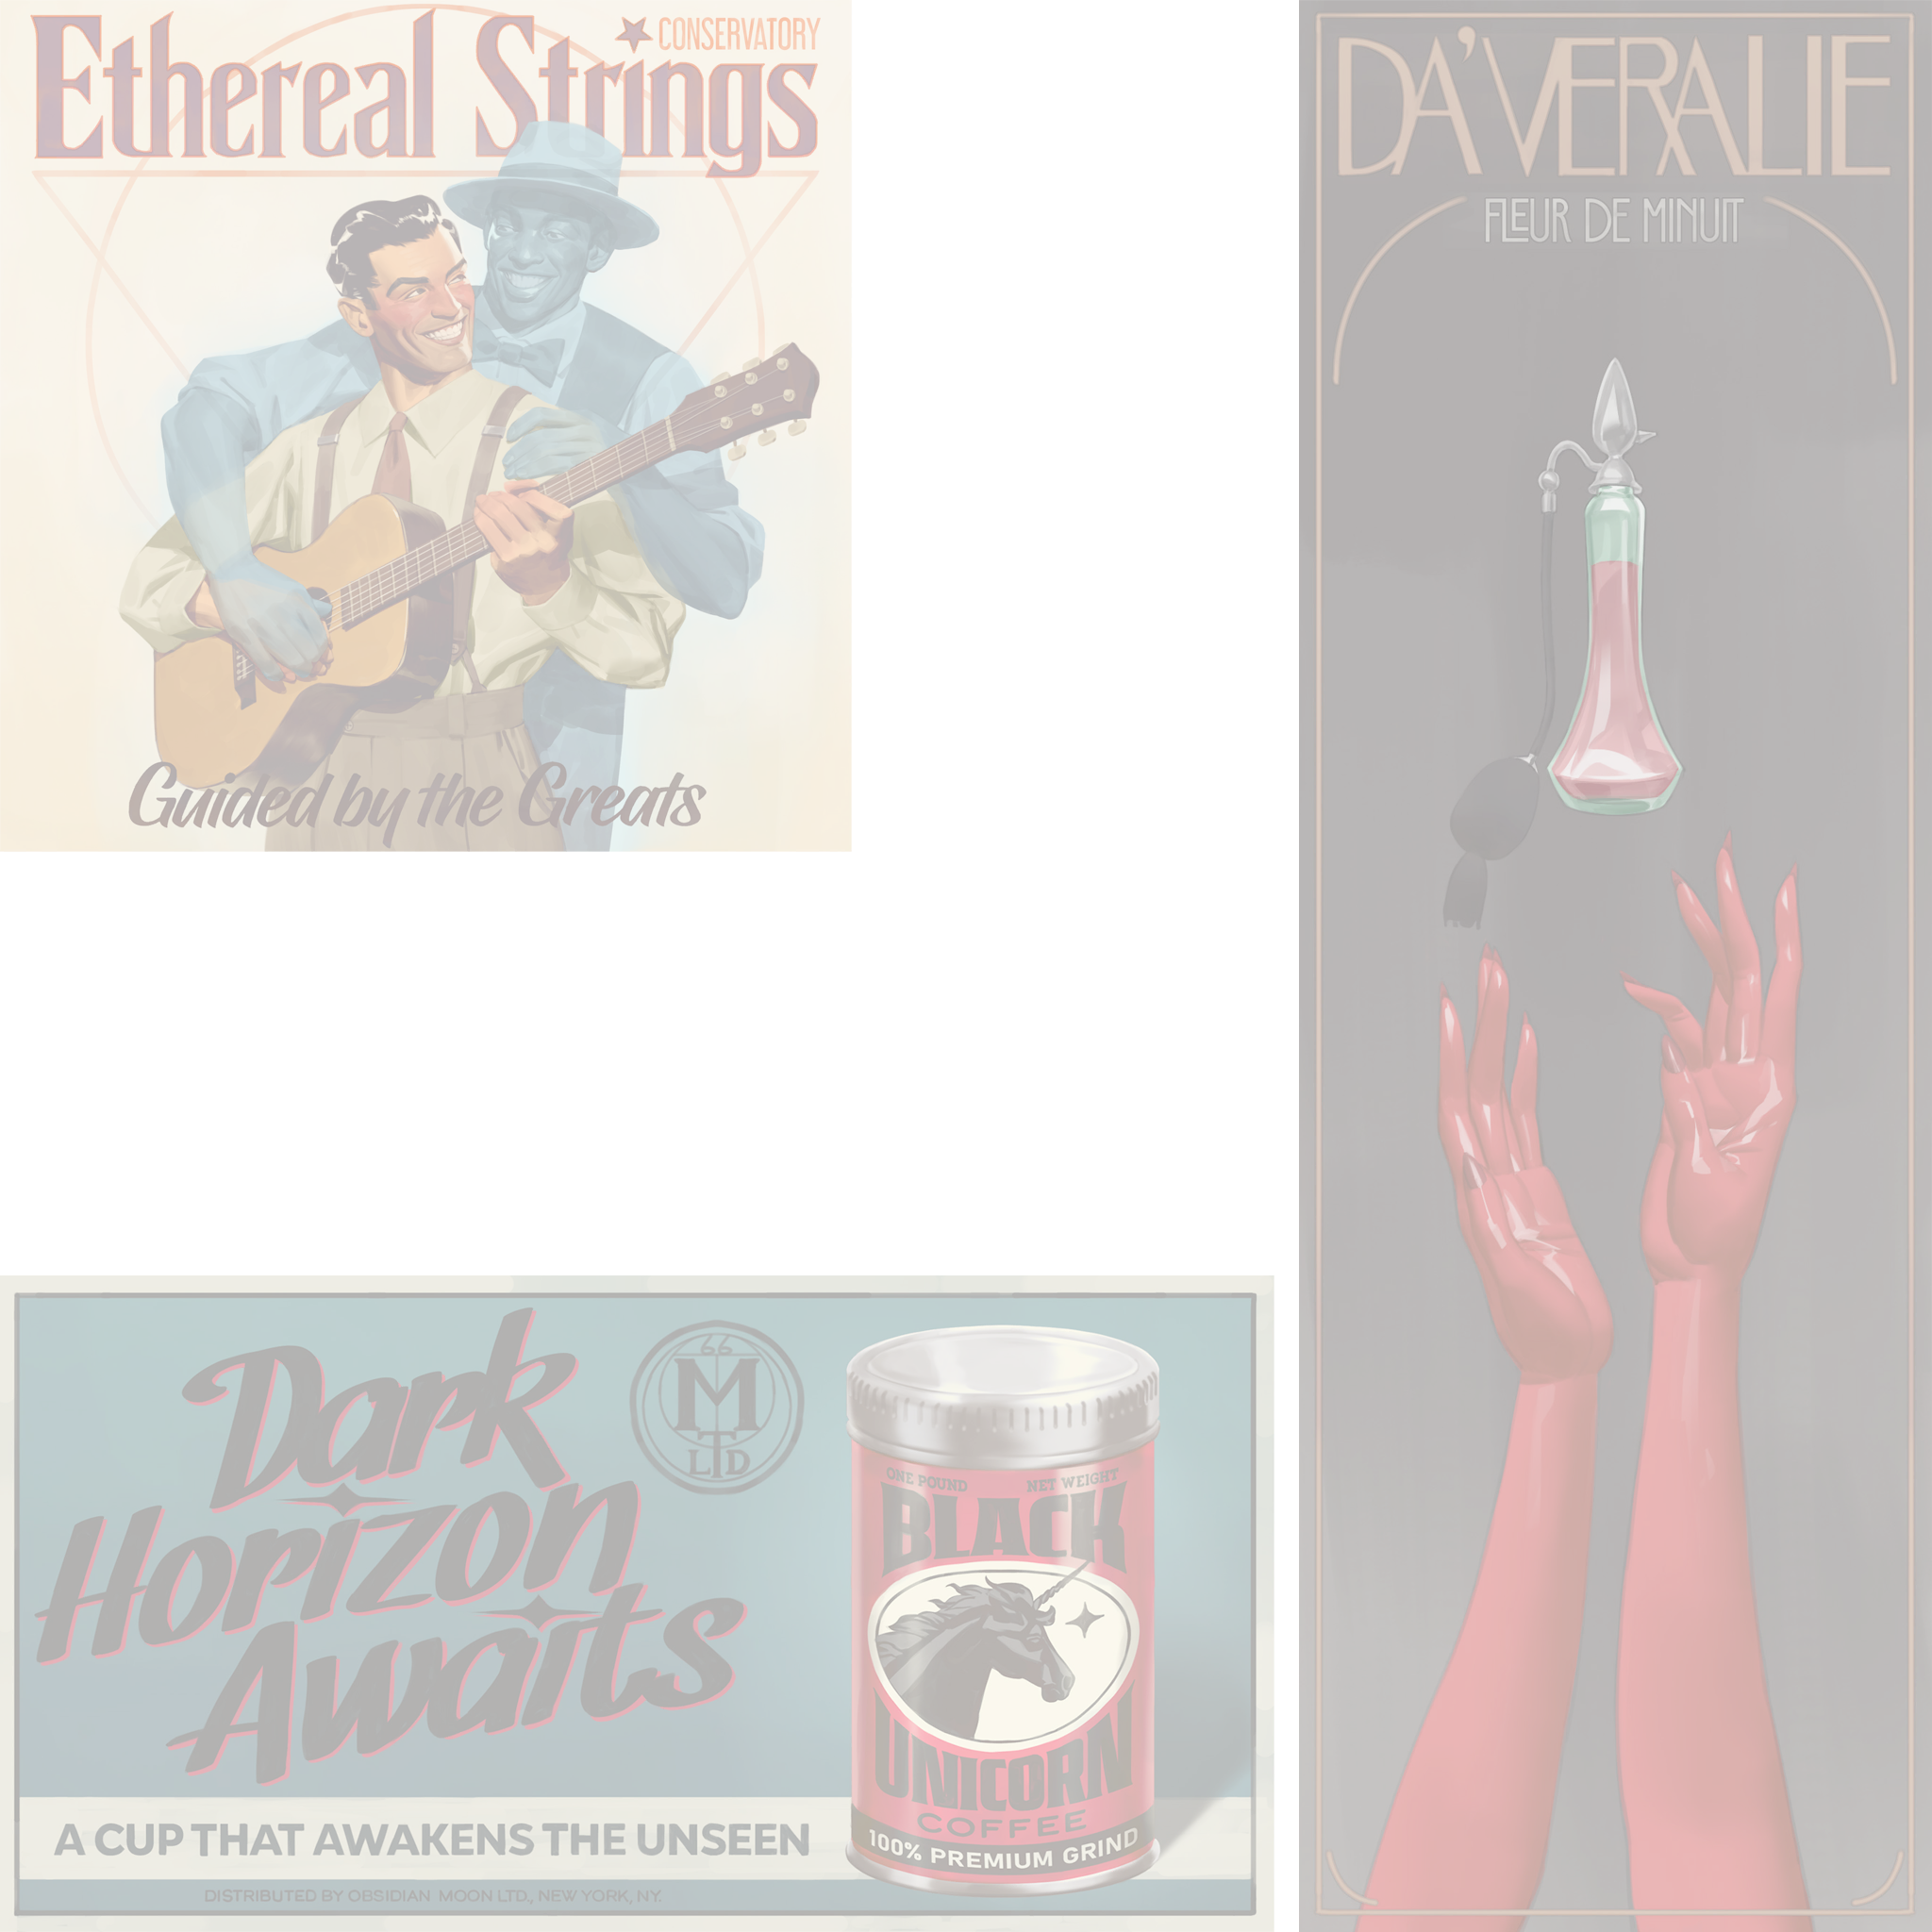 Ethereal Strings
CONSERVATORY
Guided by the Greats
DA'VERALIE
FLEUR DE MINUIT
Dark
Horizon
Awaits
66
M
LTD
ONE POUND NET WEIGHT
BLACK
UNICORN
COFFEE
100% PREMIUM GRIND
A CUP THAT AWAKENS THE UNSEEN
DISTRIBUTED BY OBSIDIAN MOON LTD., NEW YORK, NY.